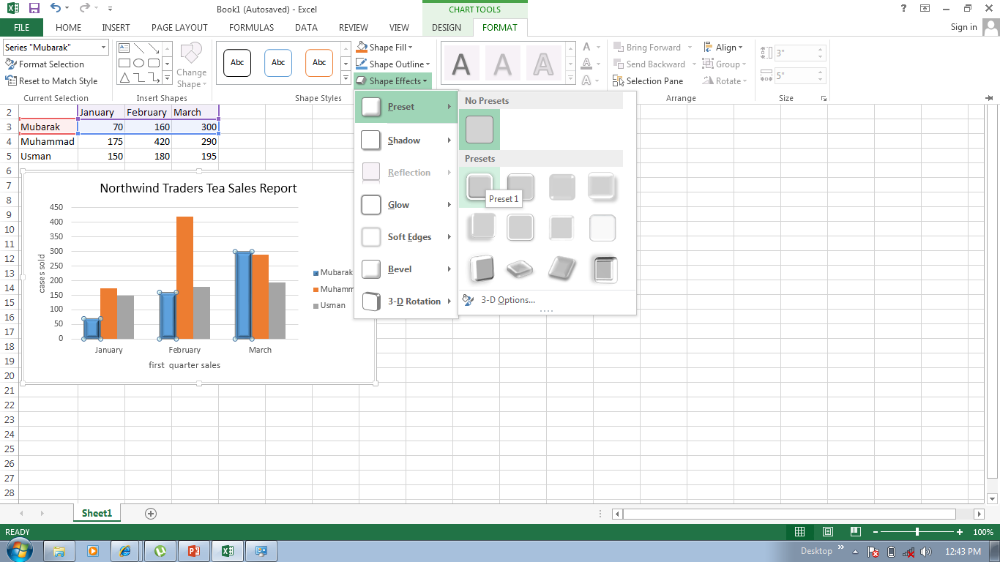 Book1 (Autosaved) - Excel
CHART TOOLS
?
FILE HOME INSERT PAGE LAYOUT FORMULAS DATA REVIEW VIEW DESIGN FORMAT Sign in
Series "Mubarak"
Format Selection
Reset to Match Style
Current Selection
Change
Shape
Insert Shapes
Abc Abc Abc
Shape Styles
Shape Fill
Shape Outline
Shape Effects
A A A
A
A
A
Bring Forward
Send Backward
Selection Pane
Align
Group
Rotate
Arrange
3"
5"
Size
2 January February March
3 Mubarak 70 160 300
4 Muhammad 175 420 290
5 Usman 150 180 195
6
7
8
9
10
11
12
13
14
15
16
17
18
19
20
21
22
23
24
25
26
27
28
Northwind Traders Tea Sales Report
cases sold
450
400
350
300
250
200
150
100
50
0
January February March
first quarter sales
Mubarak
Muhamm
Usman
Preset
Shadow
Reflection
Glow
Soft Edges
Bevel
3-D Rotation
No Presets
Presets
Preset 1
3-D Options...
Sheet1
READY
100%
Desktop
12:43 PM